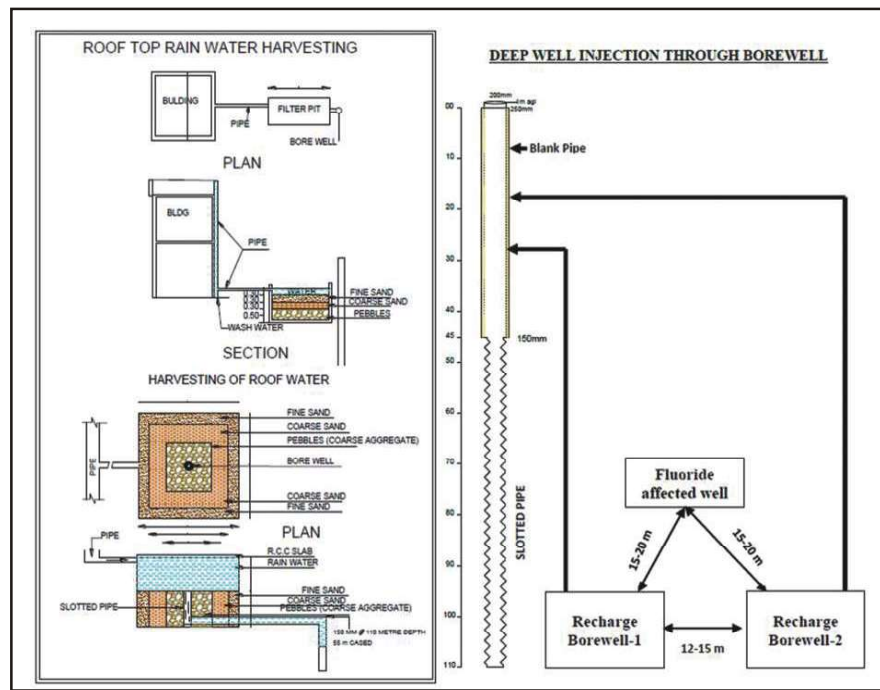 ROOF TOP RAIN WATER HARVESTING
BULDING
PIPE
FILTER PIT
BORE WELL
PLAN
BLDG
PIPE
WATER
0.30
0.30
0.50
FINE SAND
COARSE SAND
PEBBLES
WASH WATER
SECTION
HARVESTING OF ROOF WATER
FINE SAND
COARSE SAND
PEBBLES (COARSE AGGREGATE)
BORE WELL
PIPE
COARSE SAND
FINE SAND
PLAN
PIPE
R.C.C SLAB
RAIN WATER
FINE SAND
COARSE SAND
PEBBLES (COARSE AGGREGATE)
SLOTTED PIPE
110 METRE DEPTH
CASED
DEEP WELL INJECTION THROUGH BOREWELL
200mm
agl
250mm
00
10
20
30
40
45
50
60
70
80
90
100
110
Blank Pipe
150mm
SLOTTED PIPE
Fluoride
affected well
15-20 m
15-20 m
Recharge
Borewell-1
12-15 m
Recharge
Borewell-2